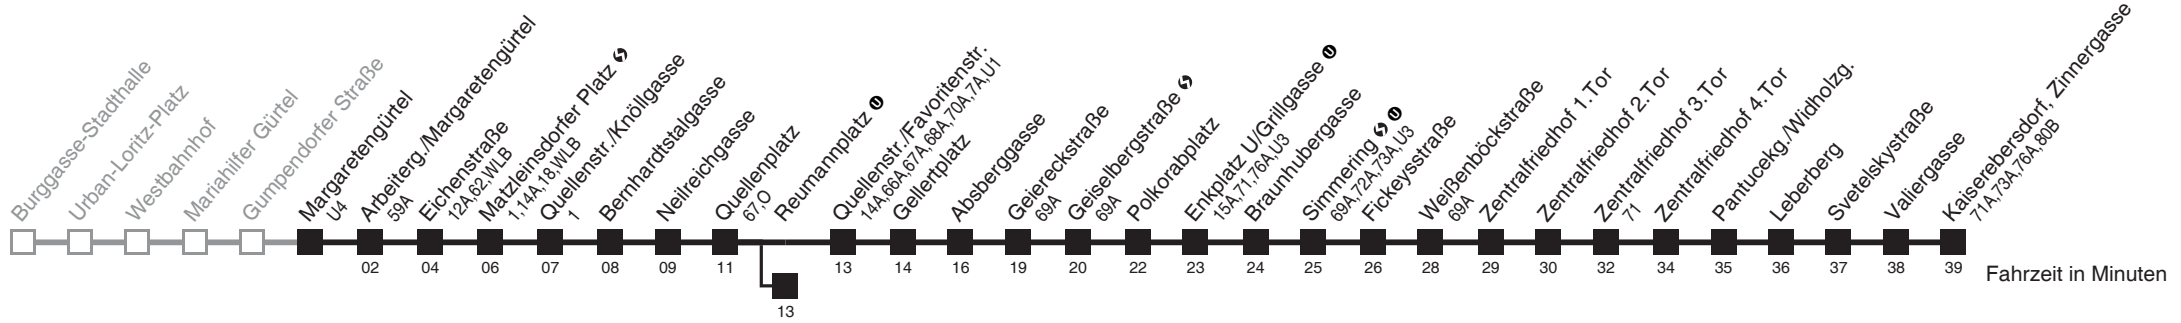 Burggasse-Stadthalle
Urban-Loritz-Platz
Westbahnhof
Mariahilfer Gürtel
Gumpendorfer Straße
Margaretengürtel
U4
Arbeiterg./Margaretengürtel
59A
Eichenstraße
12A,62,WLB
Matzleinsdorfer Platz
1,14A,18,WLB
Quellenstr./Knöllgasse
1
Bernhardtstalgasse
Neilreichgasse
Quellenplatz
67,O
Reumannplatz U
Quellenstr./Favoritenstr.
14A,66A,67A,68A,70A,7A,U1
Gellertplatz
Absberggasse
Geiereckstraße
69A
Geiselbergstraße
69A
Polkorabplatz
Enkplatz U/Grillgasse U
15A,71,76A,U3
Braunhubergasse
Simmering U
69A,72A,73A,U3
Fickeysstraße
Weißenböckstraße
69A
Zentralfriedhof 1.Tor
Zentralfriedhof 2.Tor
Zentralfriedhof 3.Tor
71
Zentralfriedhof 4.Tor
Pantucekg./Widholzg.
Leberberg
Svetelskystraße
Valiergasse
Kaiserebersdorf, Zinnergasse
71A,73A,76A,80B
02 04 06 07 08 09 11 13 14 16 19 20 22 23 24 25 26 28 29 30 32 34 35 36 37 38 39
Fahrzeit in Minuten
13